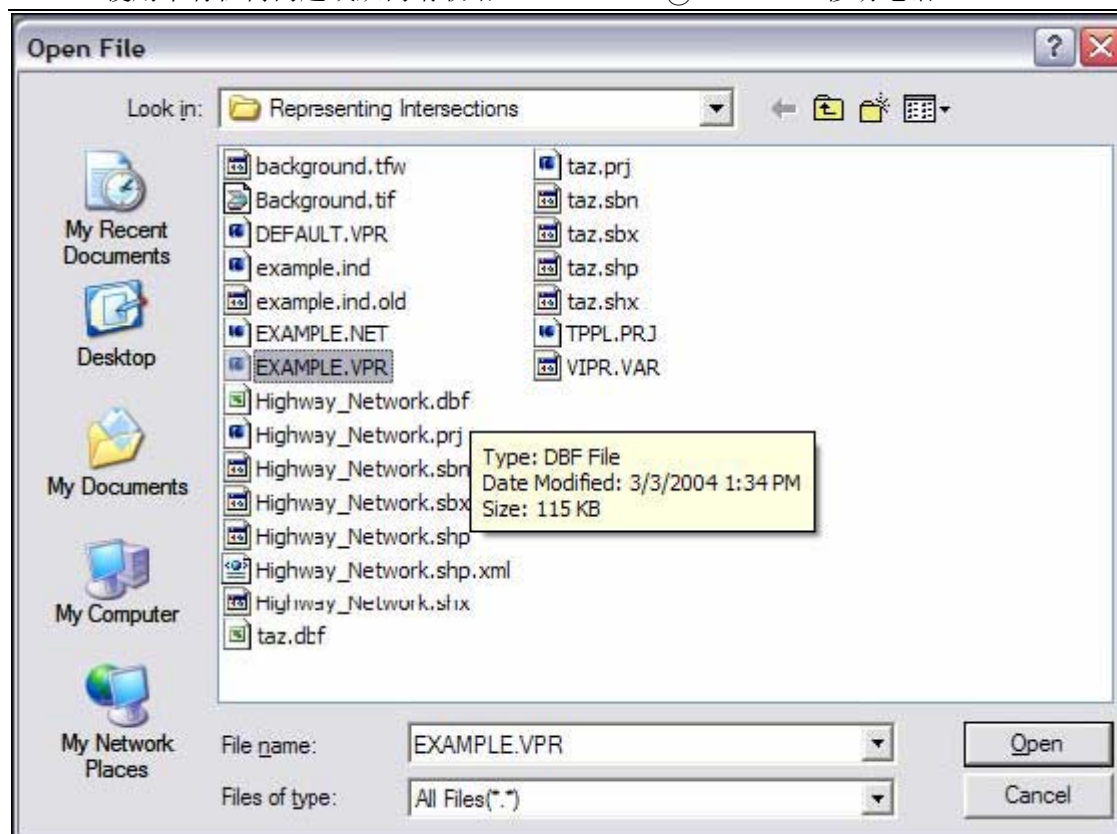 Open File
Look in:
Representing Intersections
My Recent Documents
Desktop
My Documents
My Computer
My Network Places
background.tfw
Background.tif
DEFAULT.VPR
example.ind
example.ind.old
EXAMPLE.NET
EXAMPLE.VPR
Highway_Network.dbf
Highway_Network.prj
Highway_Network.sbn
Highway_Network.sbx
Highway_Network.shp
Highway_Network.shp.xml
Highway_Network.shx
taz.dbf
taz.prj
taz.sbn
taz.sbx
taz.shp
taz.shx
TPPL.PRJ
VIPR.VAR
Type: DBF File
Date Modified: 3/3/2004 1:34 PM
Size: 115 KB
File name:
EXAMPLE.VPR
Open
Files of type:
All Files(*.*)
Cancel